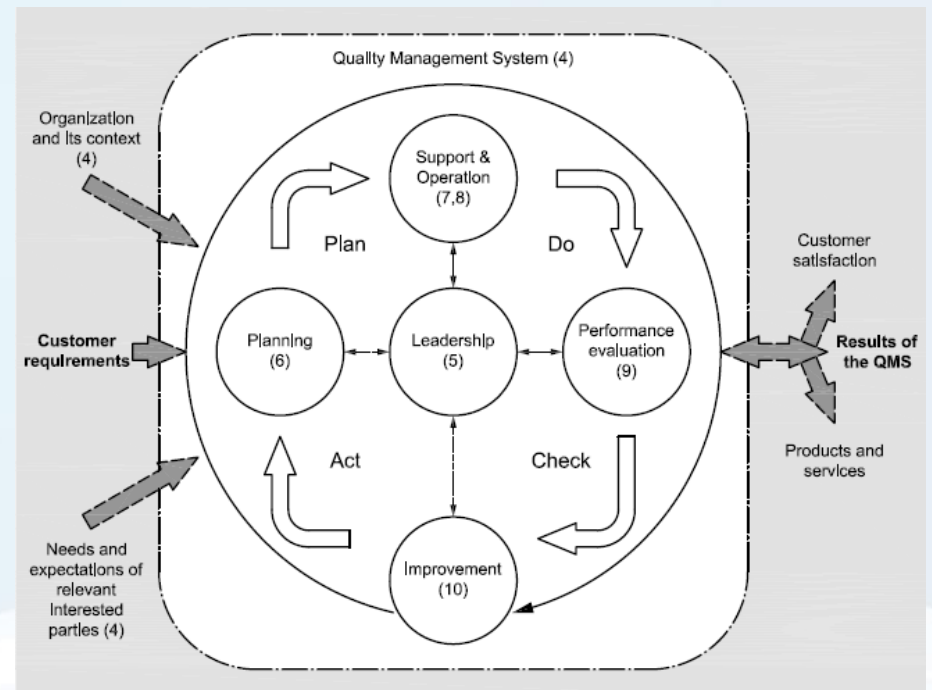 Quality Management System (4)
Organization
and its context
(4)
Support &
Operation
(7,8)
Plan
Do
Customer
satisfaction
Customer
requirements
Planning
(6)
Leadership
(5)
Performance
evaluation
(9)
Results of
the QMS
Act
Check
Products and
services
Needs and
expectations of
relevant
interested
parties (4)
Improvement
(10)